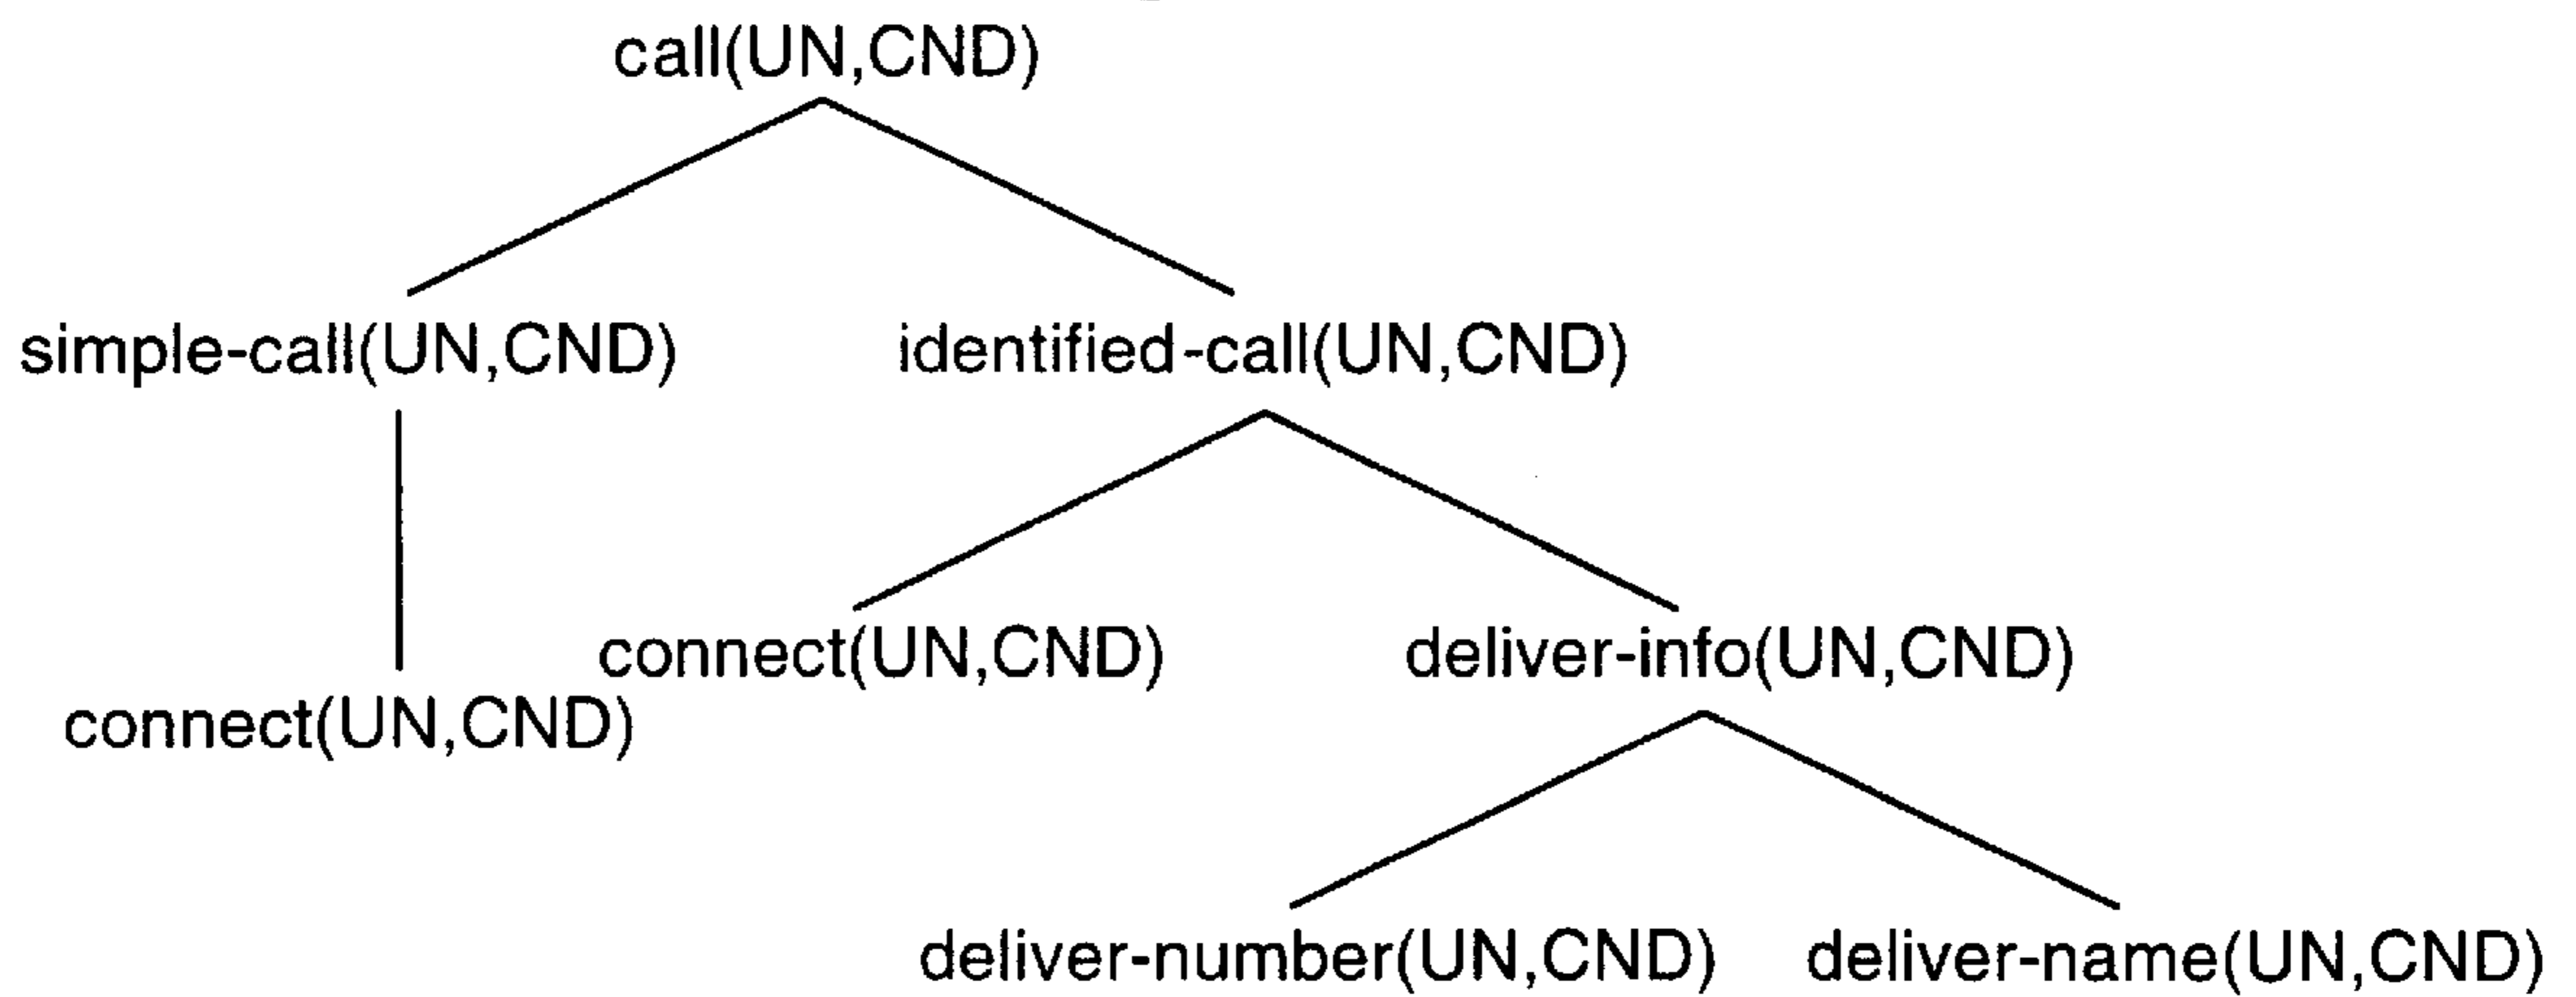 call(UN,CND)
simple-call(UN,CND)
identified-call(UN,CND)
connect(UN,CND)
deliver-info(UN,CND)
connect(UN,CND)
deliver-number(UN,CND)
deliver-name(UN,CND)